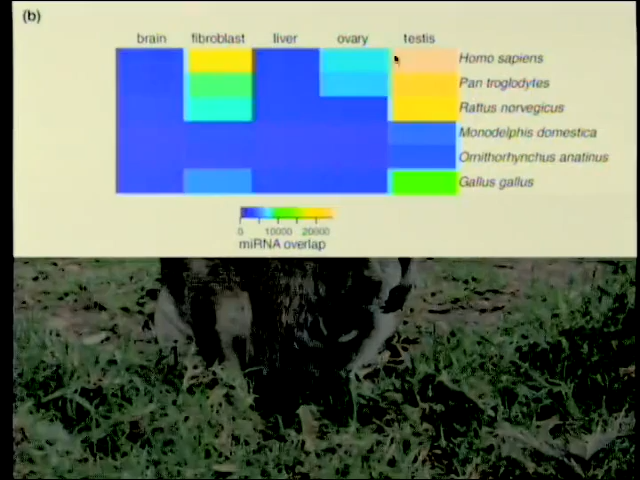 (b)
brain fibroblast liver ovary testis
Homo sapiens
Pan troglodytes
Rattus norvegicus
Monodelphis domestica
Ornithorhynchus anatinus
Gallus gallus
0 10000 20000
miRNA overlap